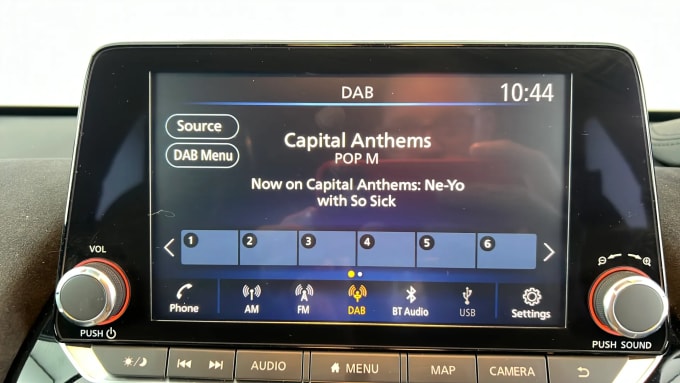 DAB
10:44
Source
Capital Anthems
POP M
DAB Menu
Now on Capital Anthems: Ne-Yo
with So Sick
1 2 3 4 5 6
VOL
PUSH
Phone AM FM DAB BT Audio USB Settings
PUSH SOUND
AUDIO MENU MAP CAMERA